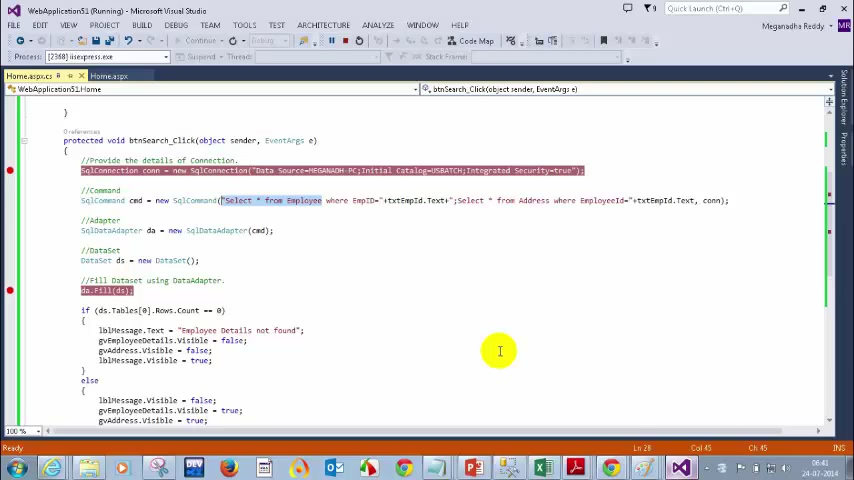 WebApplication51 (Running) - Microsoft Visual Studio
9
Quick Launch (Ctrl+Q)
FILE EDIT VIEW PROJECT BUILD DEBUG TEAM TOOLS TEST ARCHITECTURE ANALYZE WINDOW HELP
Meganadha Reddy MR
Continue Debug Code Map
Process: [2368] iisexpress.exe Suspend Thread: Stack Frame:
Home.aspx.cs Home.aspx
WebApplication51.Home btnSearch_Click(object sender, EventArgs e)
Solution Explorer
Properties
}
0 references
protected void btnSearch_Click(object sender, EventArgs e)
{
//Provide the details of Connection.
SqlConnection conn = new SqlConnection("Data Source=MEGANADH-PC;Initial Catalog=USBATCH;Integrated Security=true");
//Command
SqlCommand cmd = new SqlCommand("Select * from Employee where EmpID="+txtEmpId.Text+";Select * from Address where EmployeeId="+txtEmpId.Text, conn);
//Adapter
SqlDataAdapter da = new SqlDataAdapter(cmd);
//DataSet
DataSet ds = new DataSet();
//Fill Dataset using DataAdapter.
da.Fill(ds);
if (ds.Tables[0].Rows.Count == 0)
{
lblMessage.Text = "Employee Details not found";
gvEmployeeDetails.Visible = false;
gvAddress.Visible = false;
lblMessage.Visible = true;
}
else
{
lblMessage.Visible = false;
gvEmployeeDetails.Visible = true;
gvAddress.Visible = true;
100 %
Ln 28 Col 45 Ch 45 INS
DEV
06:41
24-07-2014